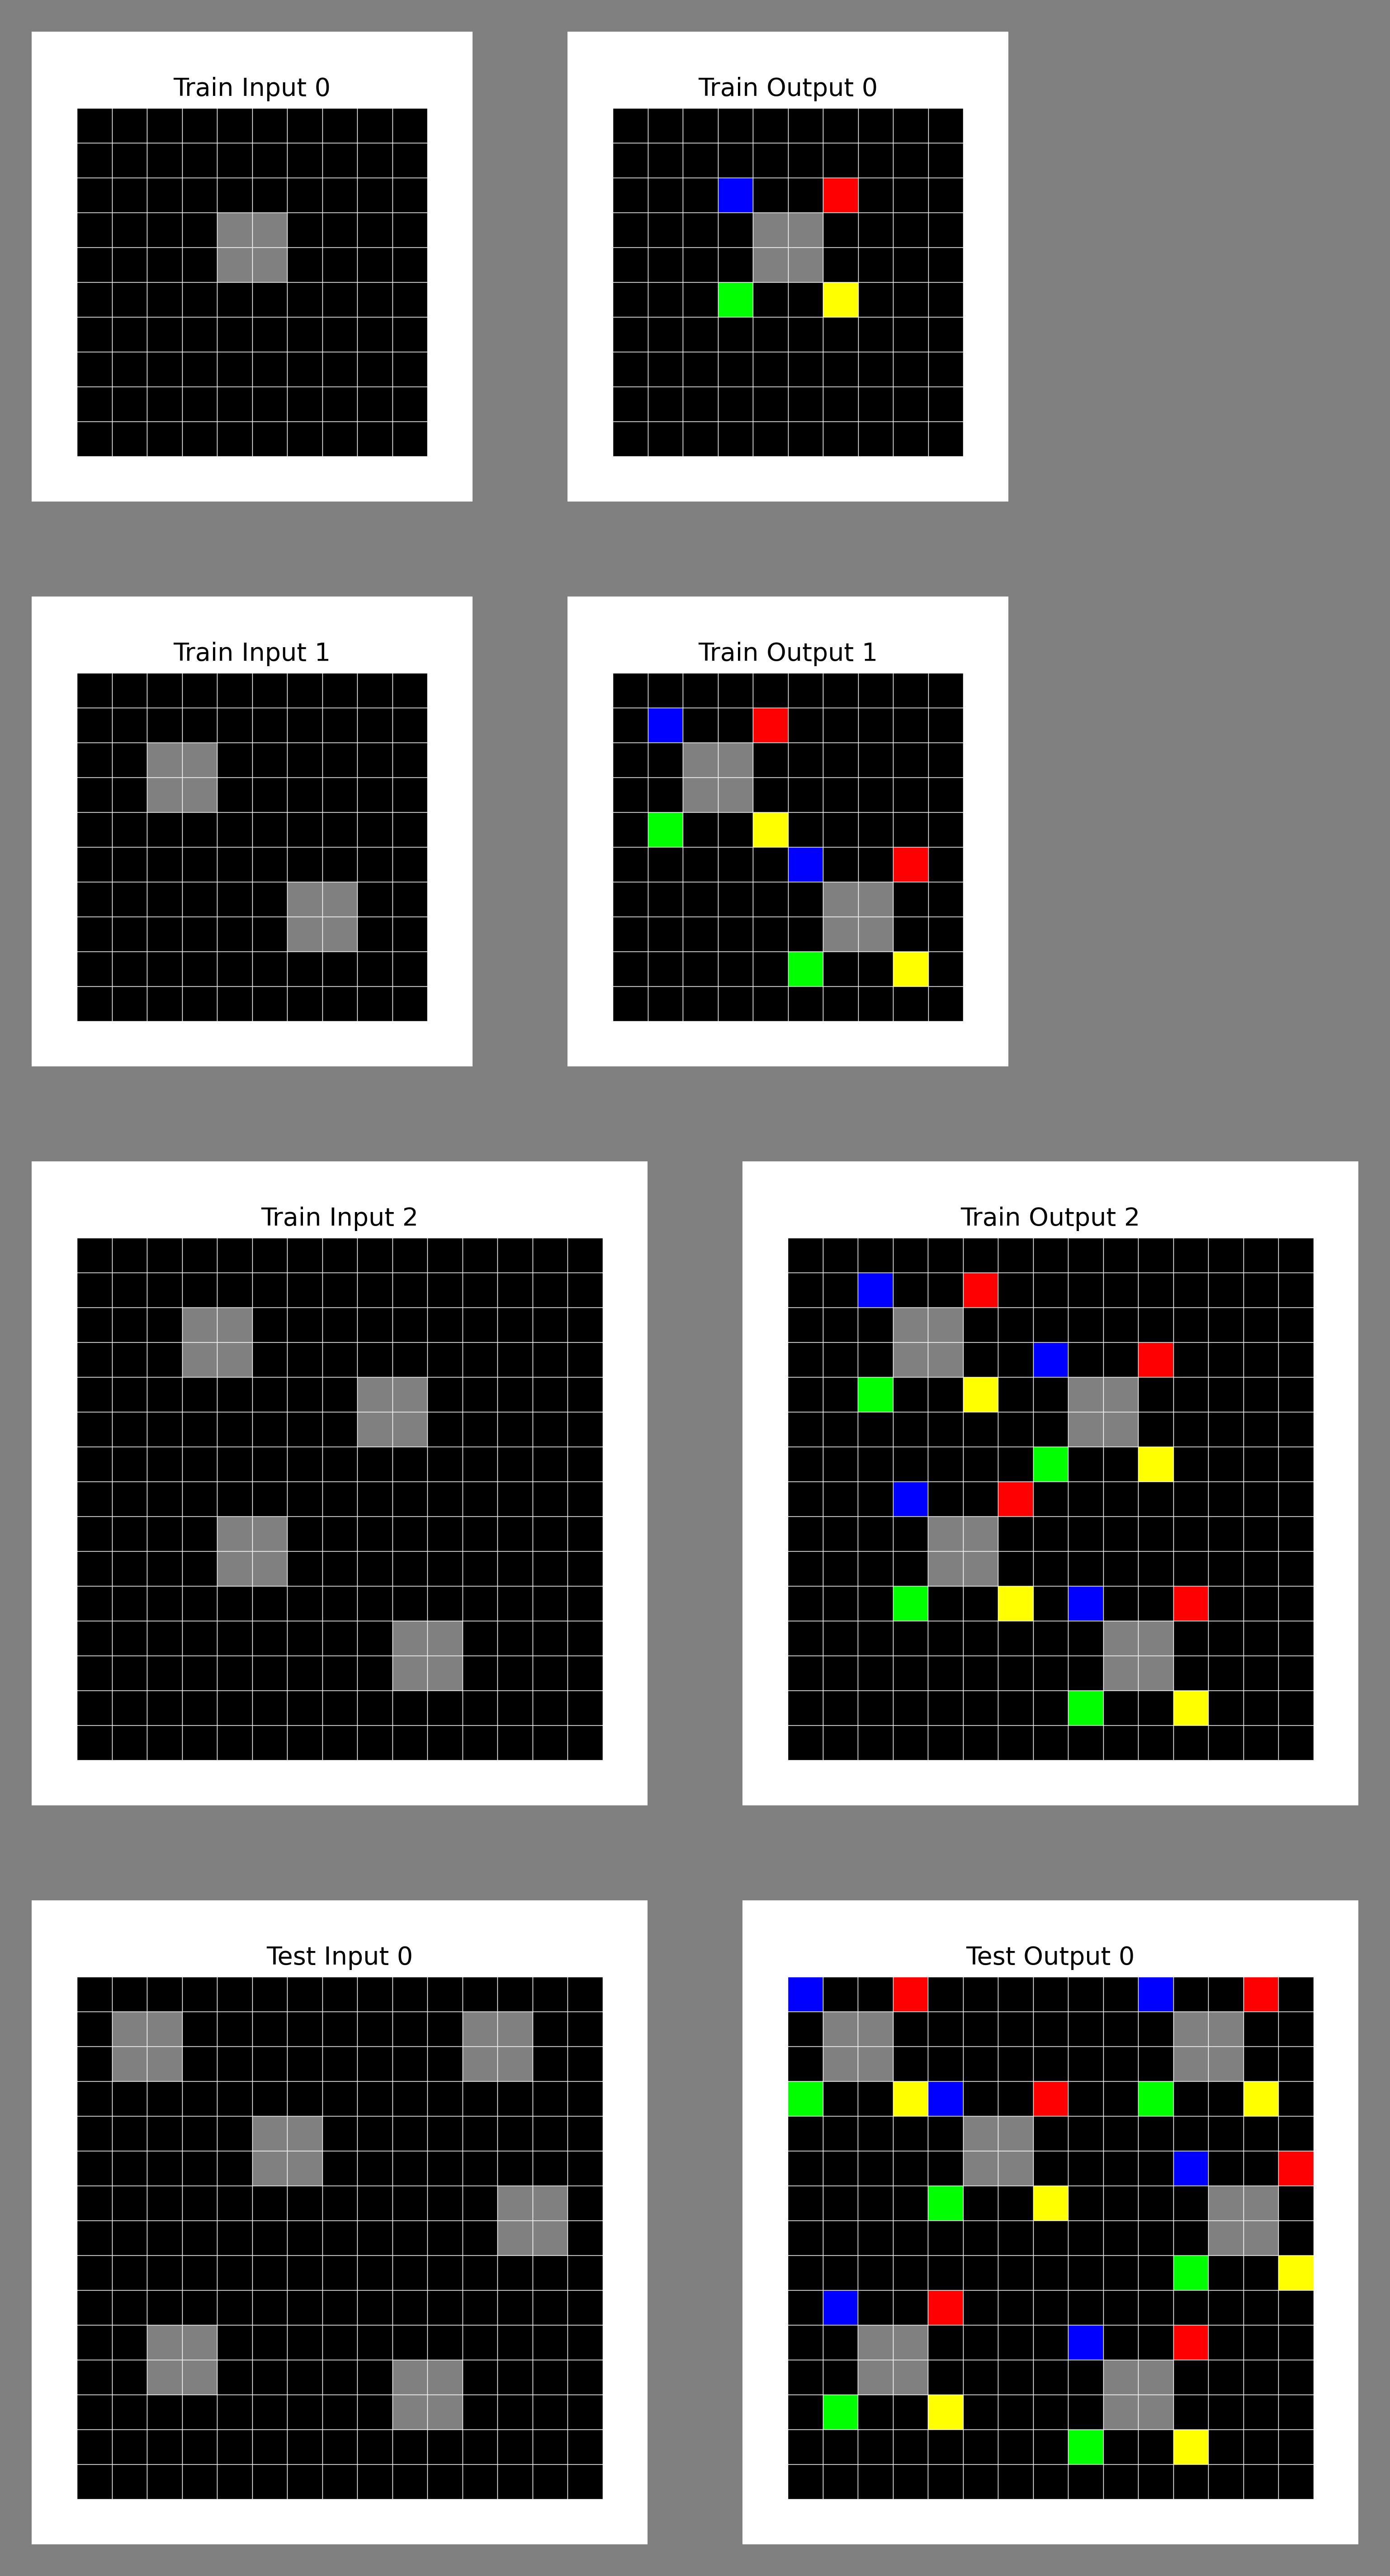 Train Input 0
Train Output 0
Train Input 1
Train Output 1
Train Input 2
Train Output 2
Test Input 0
Test Output 0